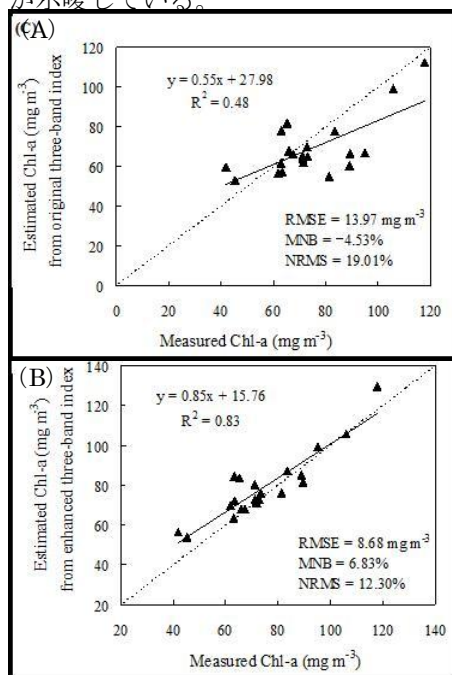 している。
(C)(A)
120
y = 0.55x + 27.98
R² = 0.48
100
80
60
40
20
0
Estimated Chl-a (mg m⁻³)
from original three-band index
RMSE = 13.97 mg m⁻³
MNB = −4.53%
NRMS = 19.01%
0 20 40 60 80 100 120
Measured Chl-a (mg m⁻³)
(B)
140
y = 0.85x + 15.76
R² = 0.83
120
100
80
60
40
20
Estimated Chl-a (mg m⁻³)
from enhanced three-band index
RMSE = 8.68 mg m⁻³
MNB = 6.83%
NRMS = 12.30%
20 40 60 80 100 120 140
Measured Chl-a (mg m⁻³)